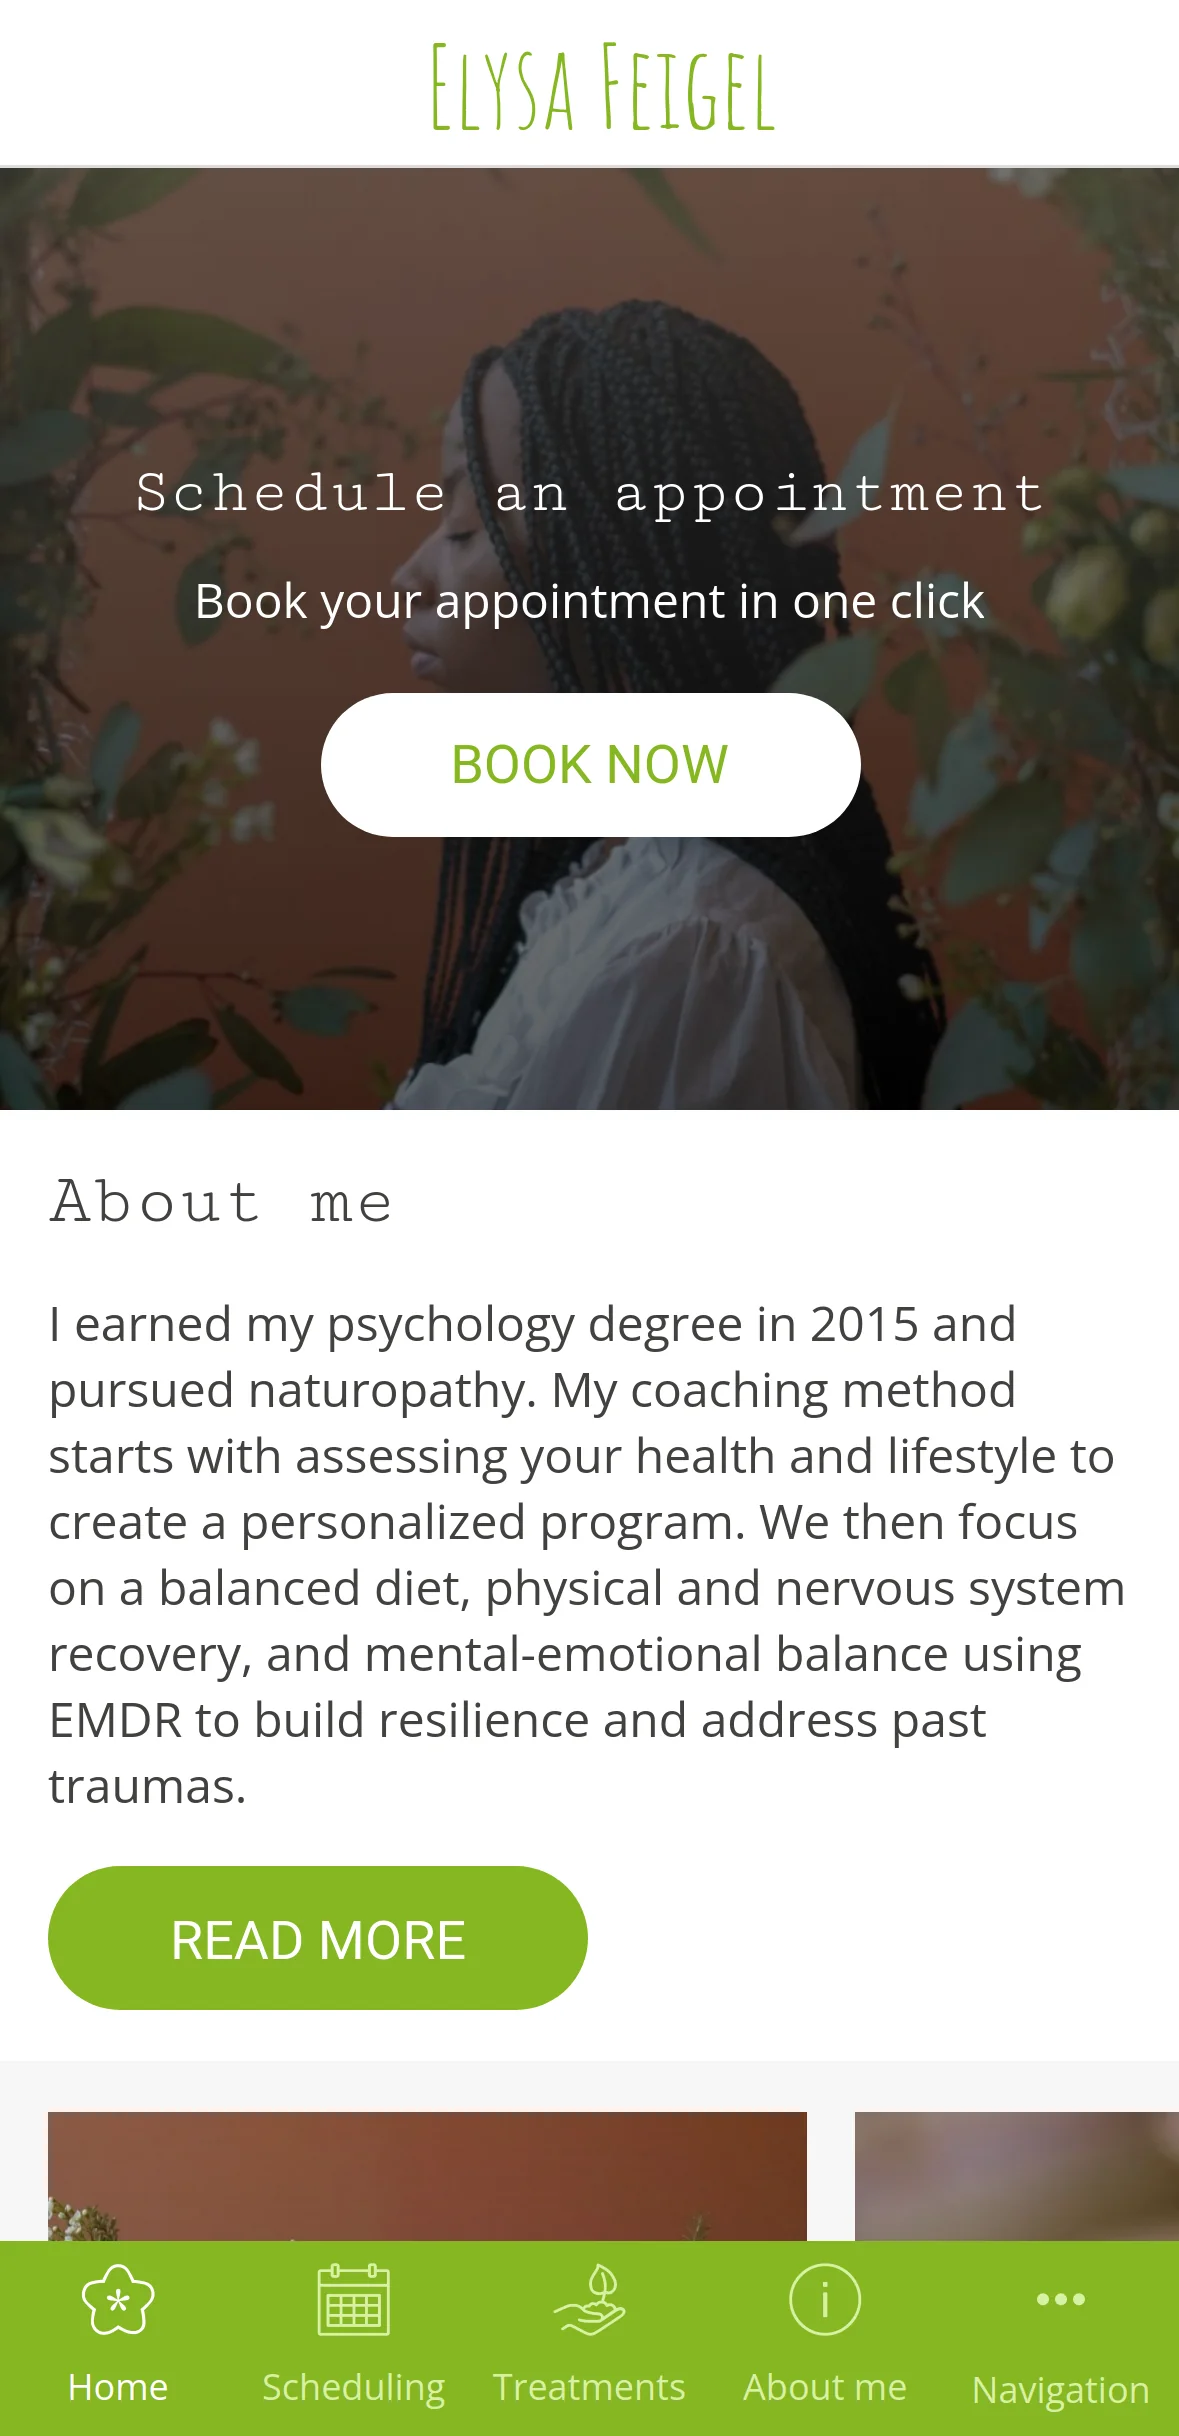 Elysa Feigel
Schedule an appointment
Book your appointment in one click
BOOK NOW
About me
I earned my psychology degree in 2015 and
pursued naturopathy. My coaching method
starts with assessing your health and lifestyle to
create a personalized program. We then focus
on a balanced diet, physical and nervous system
recovery, and mental-emotional balance using
EMDR to build resilience and address past
traumas.
READ MORE
Home
Scheduling
Treatments
About me
Navigation